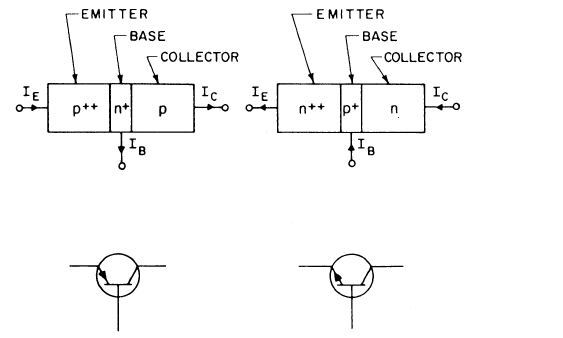 EMITTER
BASE
COLLECTOR
I_E
p++
n+
p
I_C
I_B
EMITTER
BASE
COLLECTOR
I_E
n++
p+
n
I_C
I_B